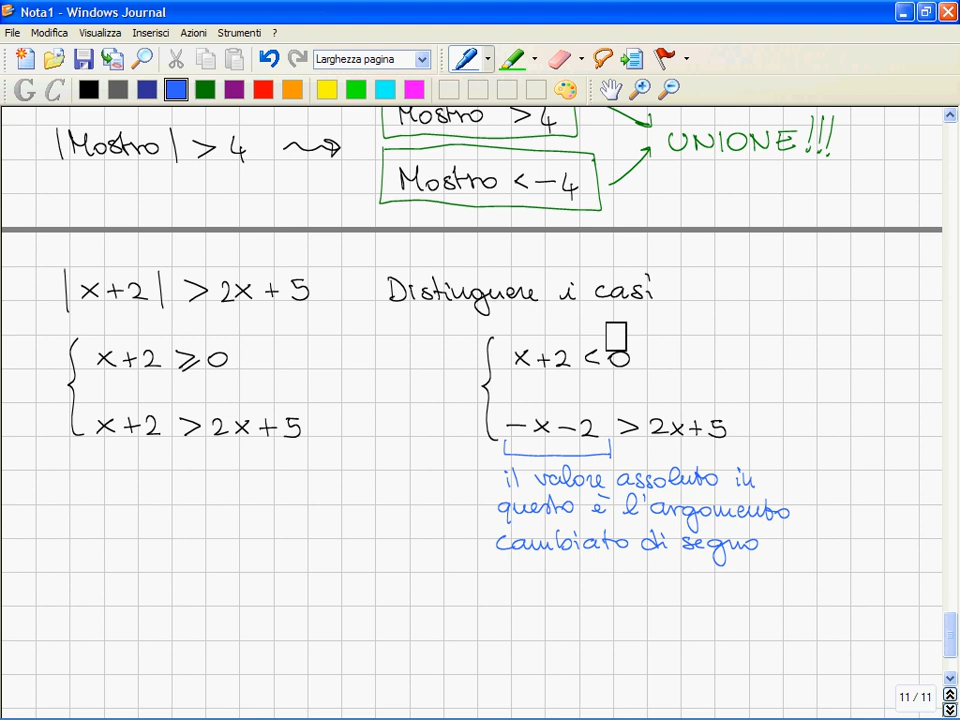 Nota1 - Windows Journal
File Modifica Visualizza Inserisci Azioni Strumenti ?
Larghezza pagina
G C
Mostro > 4
|Mostro| > 4 ⇝ UNIONE!!!
Mostro < -4
|x+2| > 2x+5 Distinguere i casi
{ x+2 ≥ 0 { x+2 < 0
x+2 > 2x+5 -x-2 > 2x+5
il valore assoluto in
questo è l'argomento
cambiato di segno
11 / 11